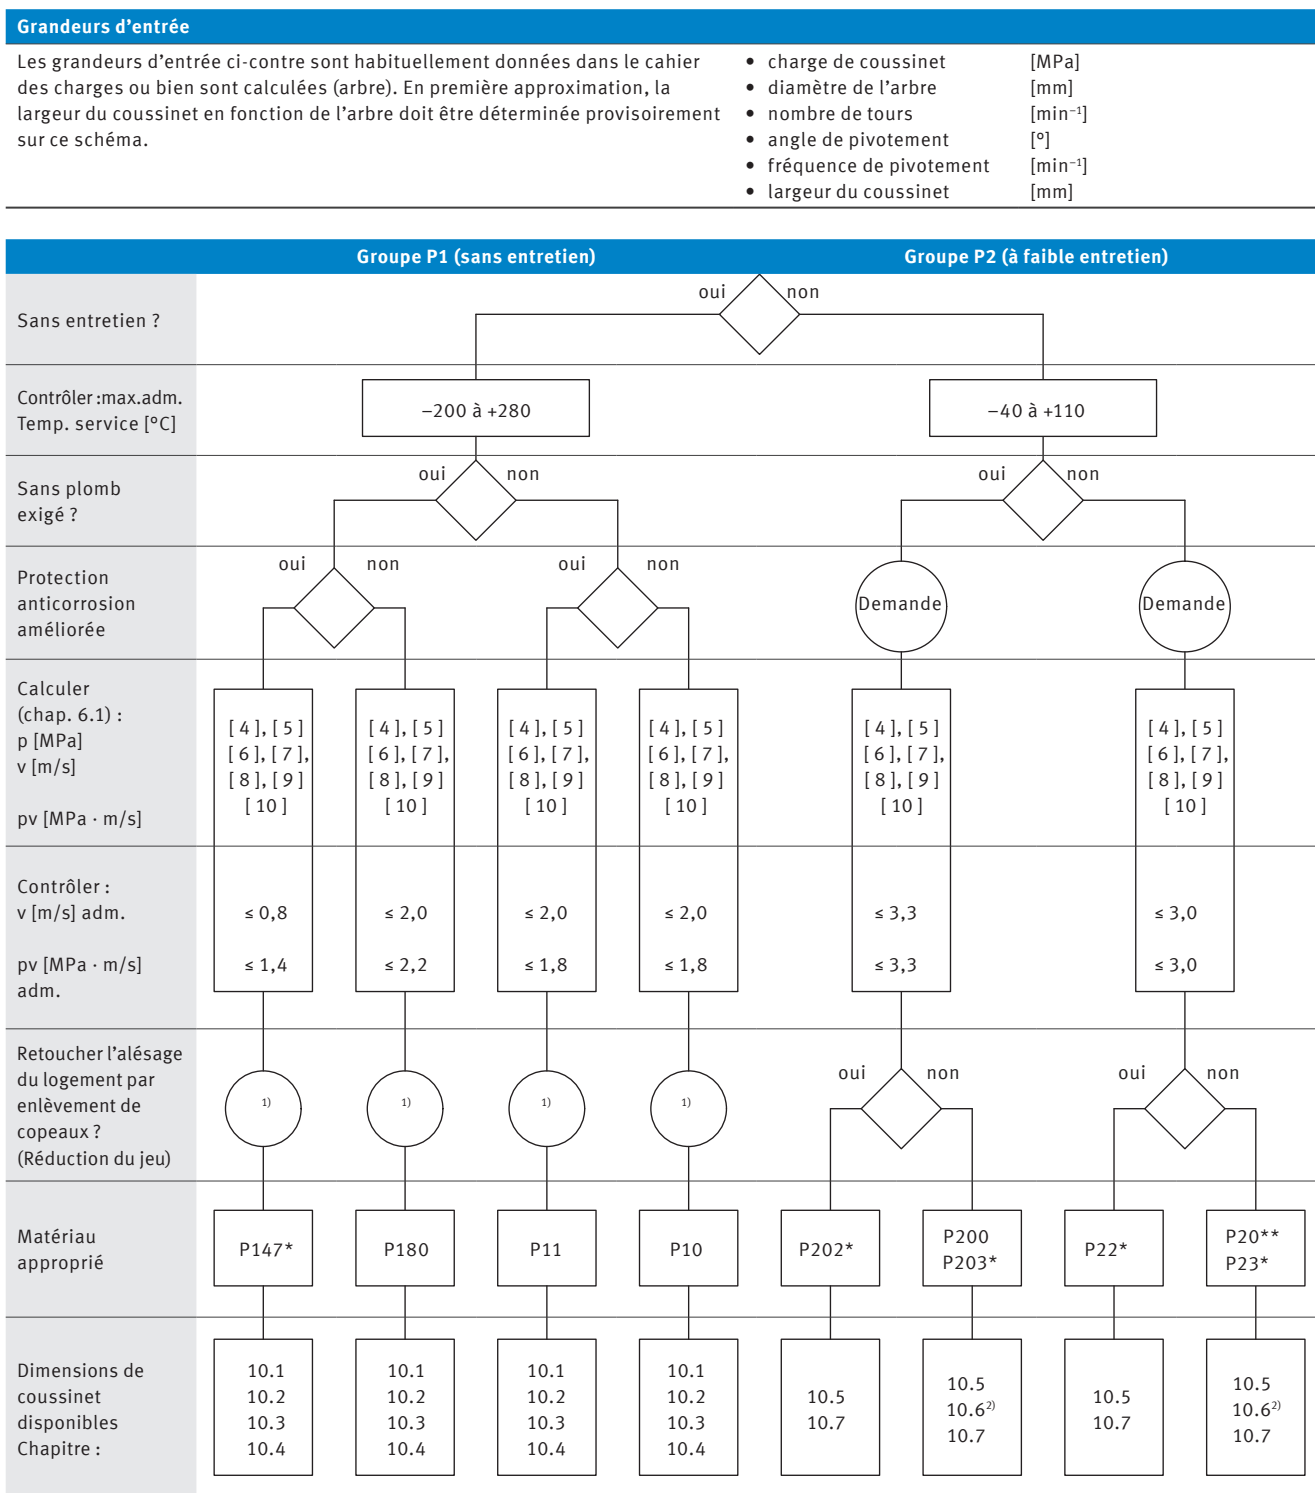 Grandeurs d’entrée
Les grandeurs d’entrée ci-contre sont habituellement données dans le cahier
des charges ou bien sont calculées (arbre). En première approximation, la
largeur du coussinet en fonction de l’arbre doit être déterminée provisoirement
sur ce schéma.
• charge de coussinet [MPa]
• diamètre de l’arbre [mm]
• nombre de tours [min⁻¹]
• angle de pivotement [°]
• fréquence de pivotement [min⁻¹]
• largeur du coussinet [mm]
Groupe P1 (sans entretien) Groupe P2 (à faible entretien)
Sans entretien ?
oui non
Contrôler :max.adm.
Temp. service [°C]
–200 à +280 –40 à +110
Sans plomb
exigé ?
oui non oui non
Protection
anticorrosion
améliorée
oui non oui non
Demande Demande
Calculer
(chap. 6.1) :
p [MPa]
v [m/s]
pv [MPa · m/s]
[ 4 ], [ 5 ] [ 4 ], [ 5 ] [ 4 ], [ 5 ] [ 4 ], [ 5 ] [ 4 ], [ 5 ] [ 4 ], [ 5 ]
[ 6 ], [ 7 ], [ 6 ], [ 7 ], [ 6 ], [ 7 ], [ 6 ], [ 7 ], [ 6 ], [ 7 ], [ 6 ], [ 7 ],
[ 8 ], [ 9 ] [ 8 ], [ 9 ] [ 8 ], [ 9 ] [ 8 ], [ 9 ] [ 8 ], [ 9 ] [ 8 ], [ 9 ]
[ 10 ] [ 10 ] [ 10 ] [ 10 ] [ 10 ] [ 10 ]
Contrôler :
v [m/s] adm.
≤ 0,8 ≤ 2,0 ≤ 2,0 ≤ 2,0 ≤ 3,3 ≤ 3,0
pv [MPa · m/s]
adm.
≤ 1,4 ≤ 2,2 ≤ 1,8 ≤ 1,8 ≤ 3,3 ≤ 3,0
Retoucher l’alésage
du logement par
enlèvement de
copeaux ?
(Réduction du jeu)
1) 1) 1) 1)
oui non oui non
Matériau
approprié
P147* P180 P11 P10 P202* P200 P22* P20**
P203* P23*
Dimensions de
coussinet
disponibles
Chapitre :
10.1 10.1 10.1 10.1 10.5 10.5 10.5 10.5
10.2 10.2 10.2 10.2 10.7 10.6²⁾ 10.7 10.6²⁾
10.3 10.3 10.3 10.3 10.7 10.7
10.4 10.4 10.4 10.4